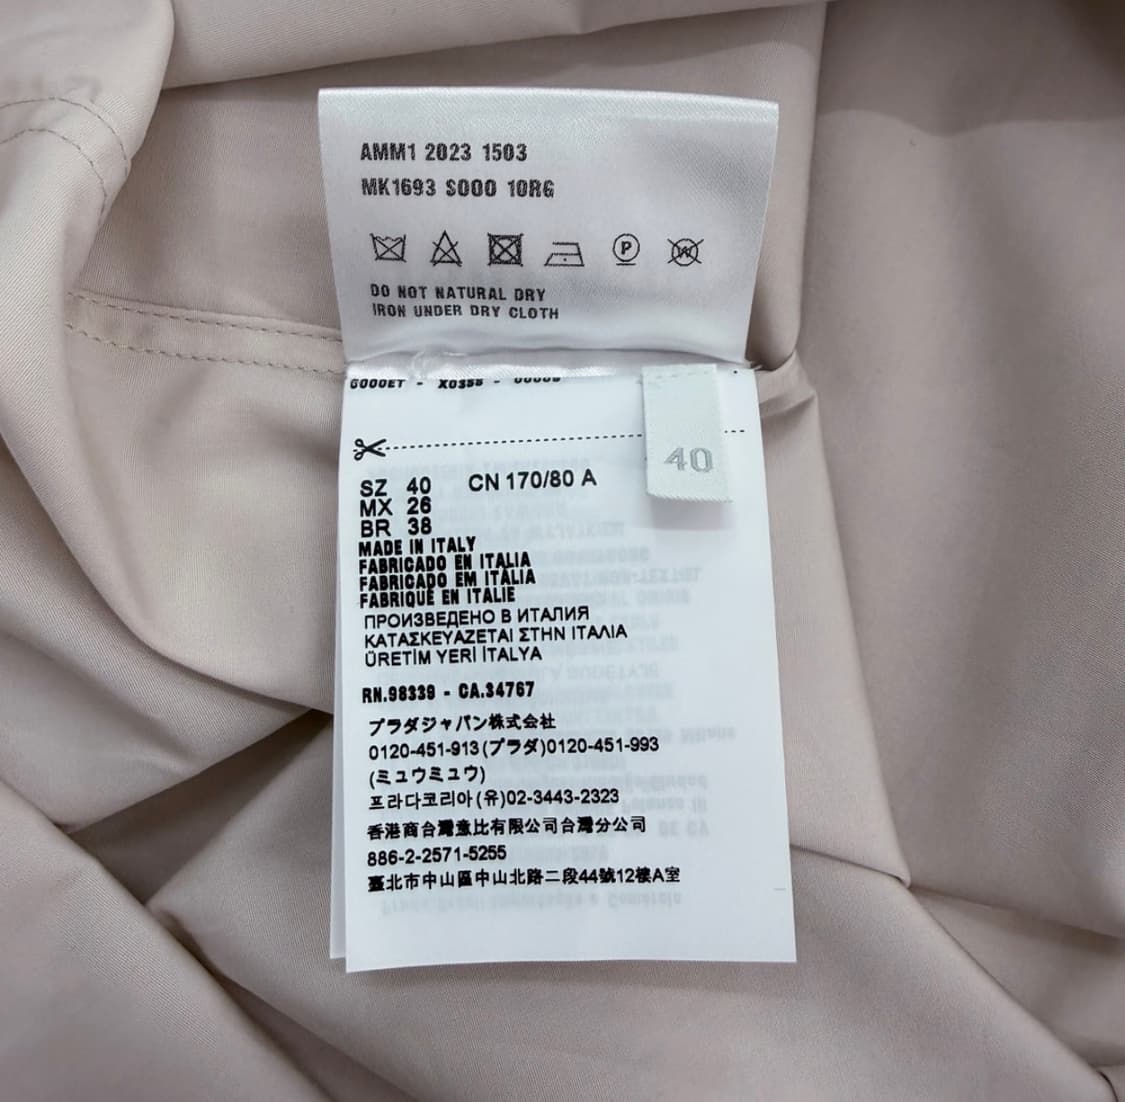 AMM1 2023 1503
MK1693 S000 10RG
P
W
DO NOT NATURAL DRY
IRON UNDER DRY CLOTH
G000ET - X0355 -
40
SZ 40 CN 170/80 A
MX 26
BR 38
MADE IN ITALY
FABRICADO EN ITALIA
FABRICADO EM ITÀLIA
FABRIQUÉ EN ITALIE
ПРОИЗВЕДЕНО В ИТАЛИЯ
ΚΑΤΑΣΚΕΥΑΖΕΤΑΙ ΣΤΗΝ ΙΤΑΛΙΑ
ÜRETİM YERİ İTALYA
RN.98339 - CA.34767
プラダジャパン株式会社
0120-451-913(プラダ)0120-451-993
(ミュウミュウ)
프라다코리아(유)02-3443-2323
香港商台灣意比有限公司台灣分公司
886-2-2571-5255
臺北市中山區中山北路二段44號12樓A室